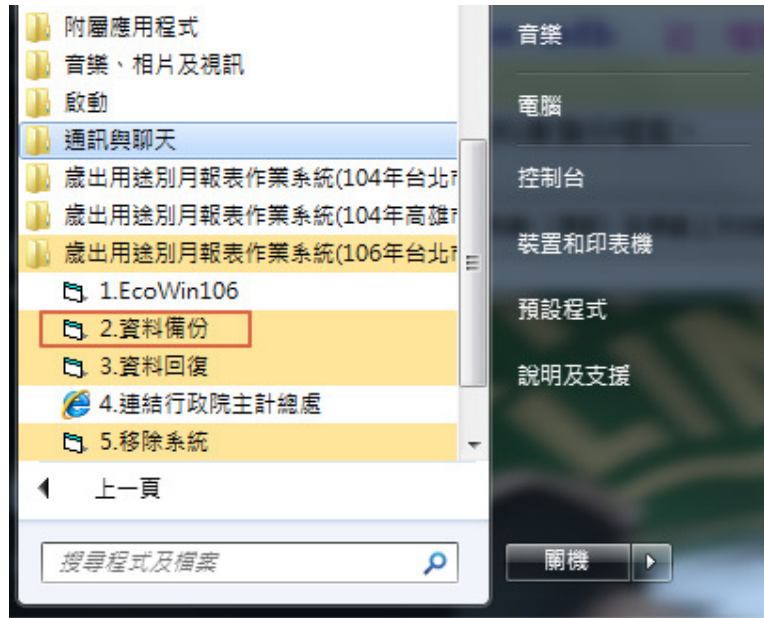 附屬應用程式
音樂、相片及視訊
啟動
通訊與聊天
歲出用途別月報表作業系統(104年台北
歲出用途別月報表作業系統(104年高雄
歲出用途別月報表作業系統(106年台北
1.EcoWin106
2.資料備份
3.資料回復
4.連結行政院主計總處
5.移除系統
上一頁
搜尋程式及檔案
音樂
電腦
控制台
裝置和印表機
預設程式
說明及支援
關機